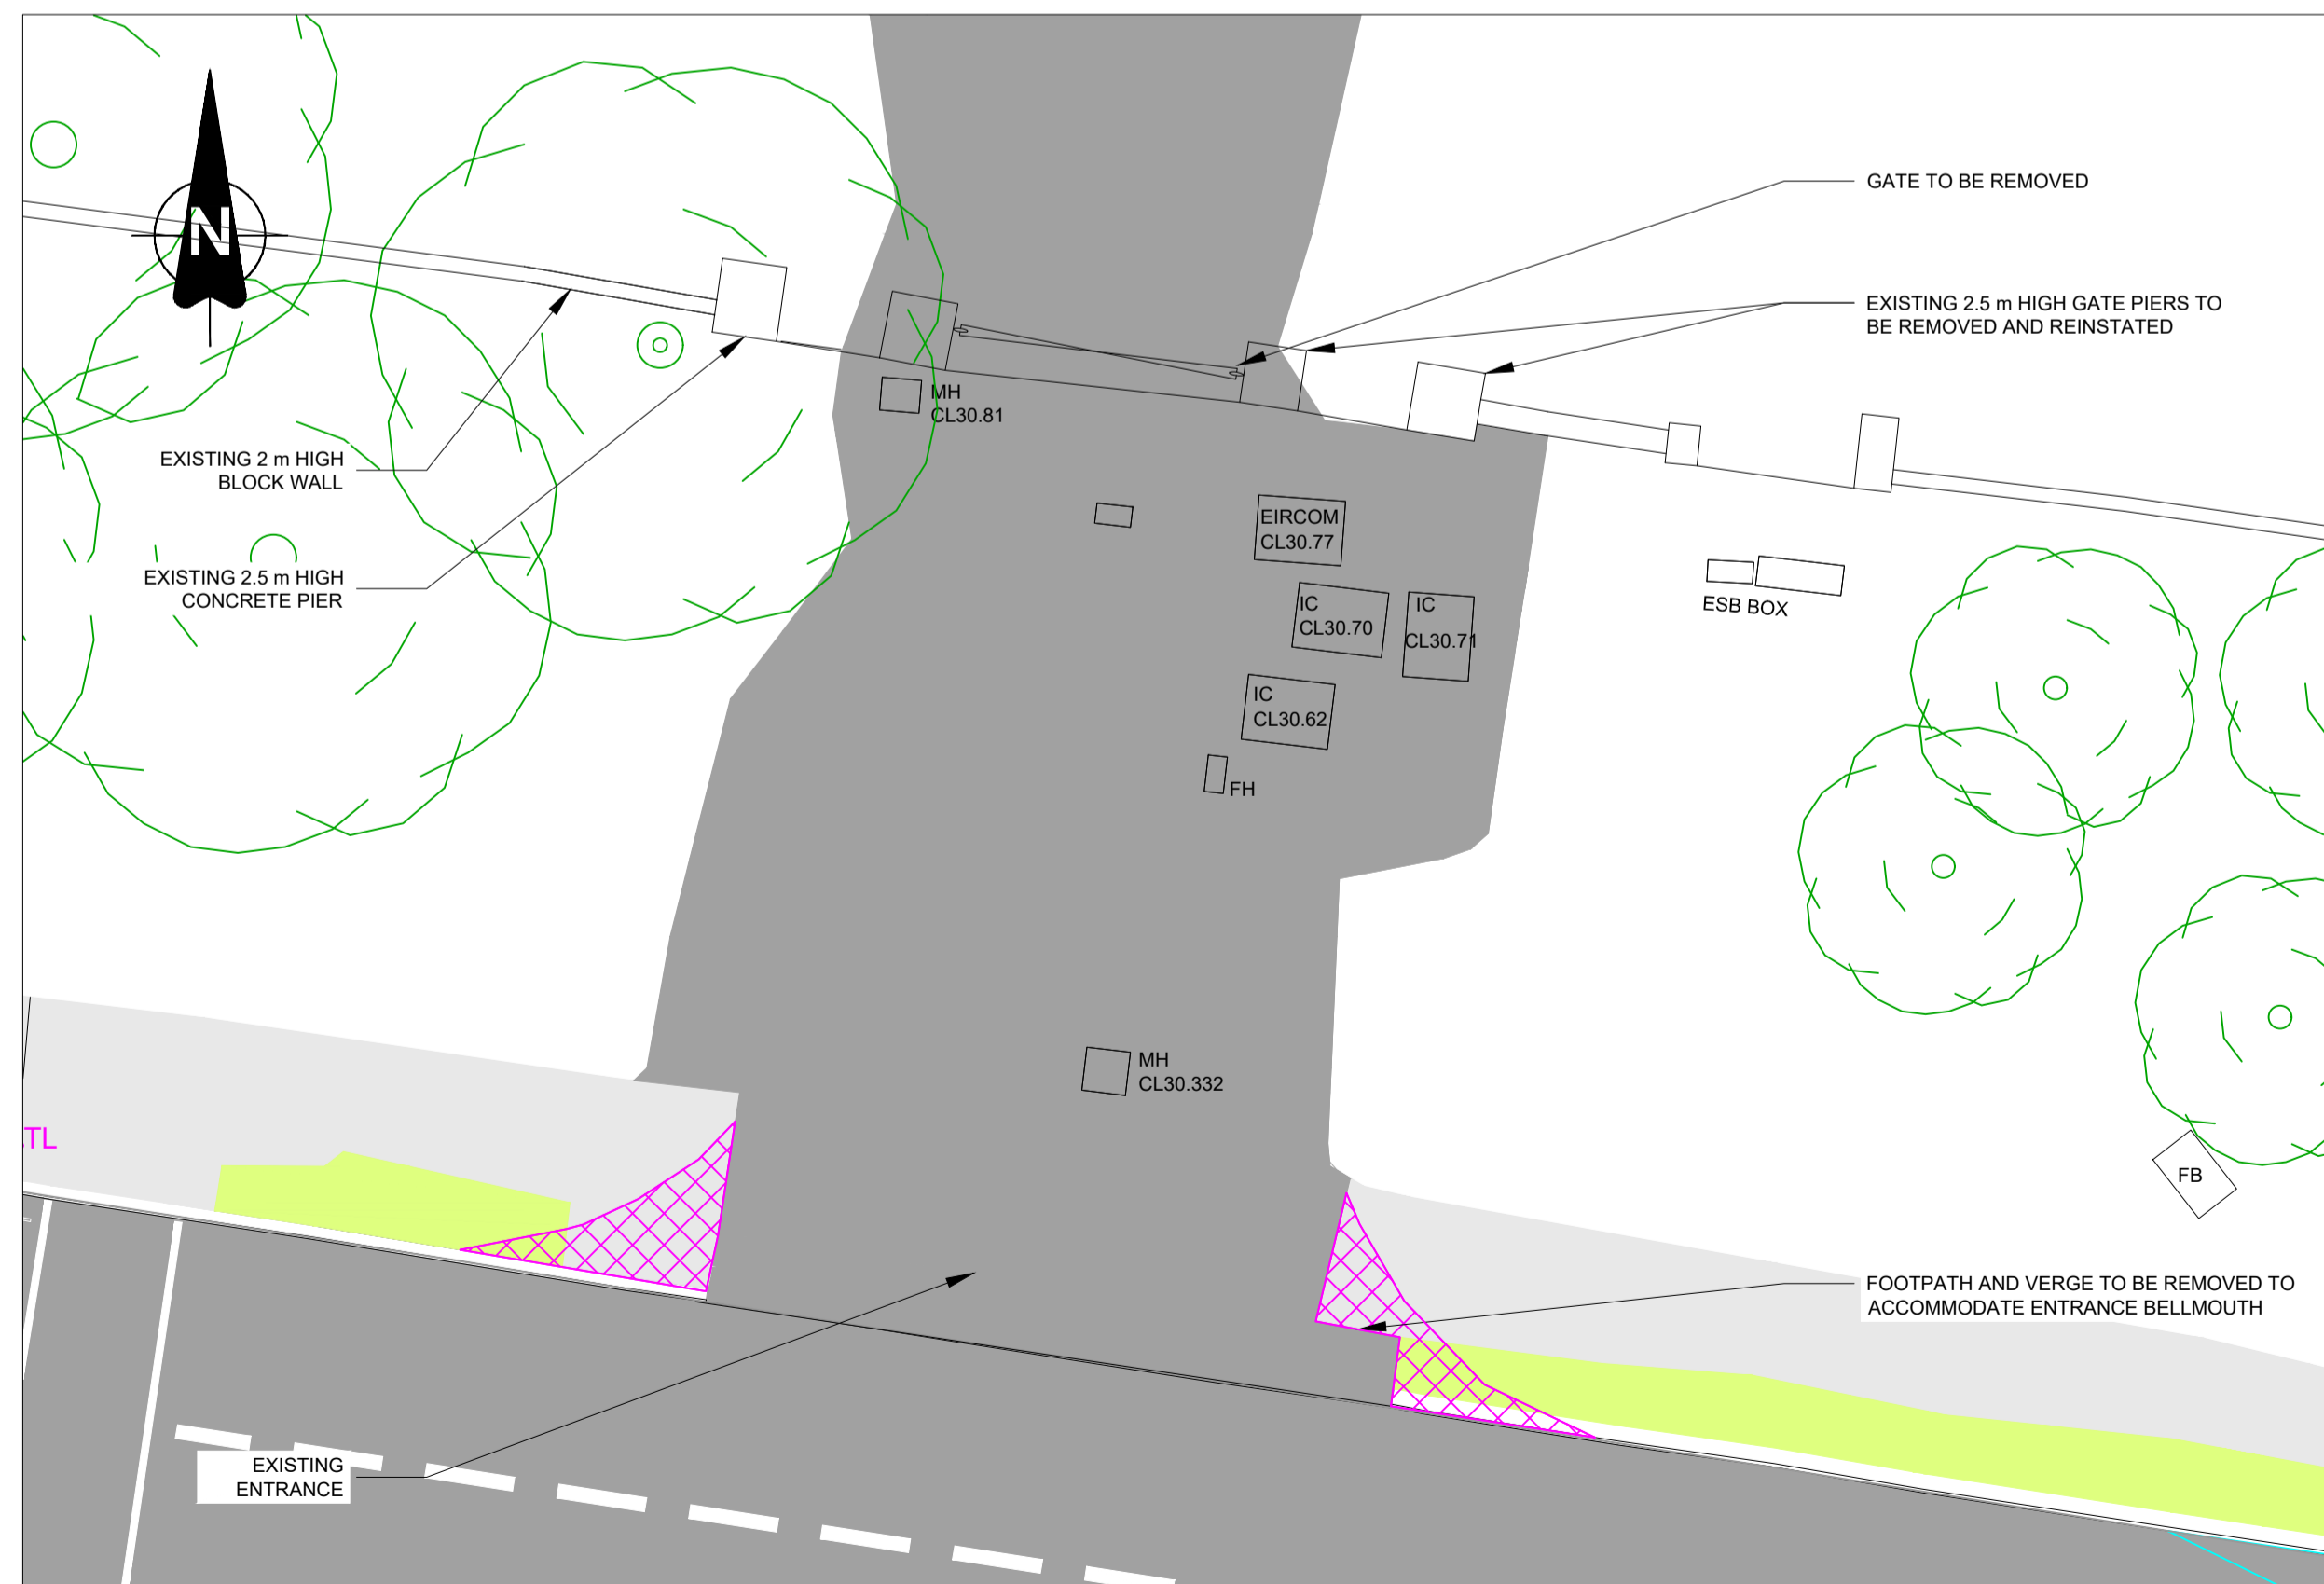 N
GATE TO BE REMOVED
EXISTING 2.5 m HIGH GATE PIERS TO
BE REMOVED AND REINSTATED
MH
CL30.81
EXISTING 2 m HIGH
BLOCK WALL
EIRCOM
CL30.77
EXISTING 2.5 m HIGH
CONCRETE PIER
IC
CL30.70
IC
CL30.71
ESB BOX
IC
CL30.62
FH
MH
CL30.332
TL
FB
FOOTPATH AND VERGE TO BE REMOVED TO
ACCOMMODATE ENTRANCE BELLMOUTH
EXISTING
ENTRANCE